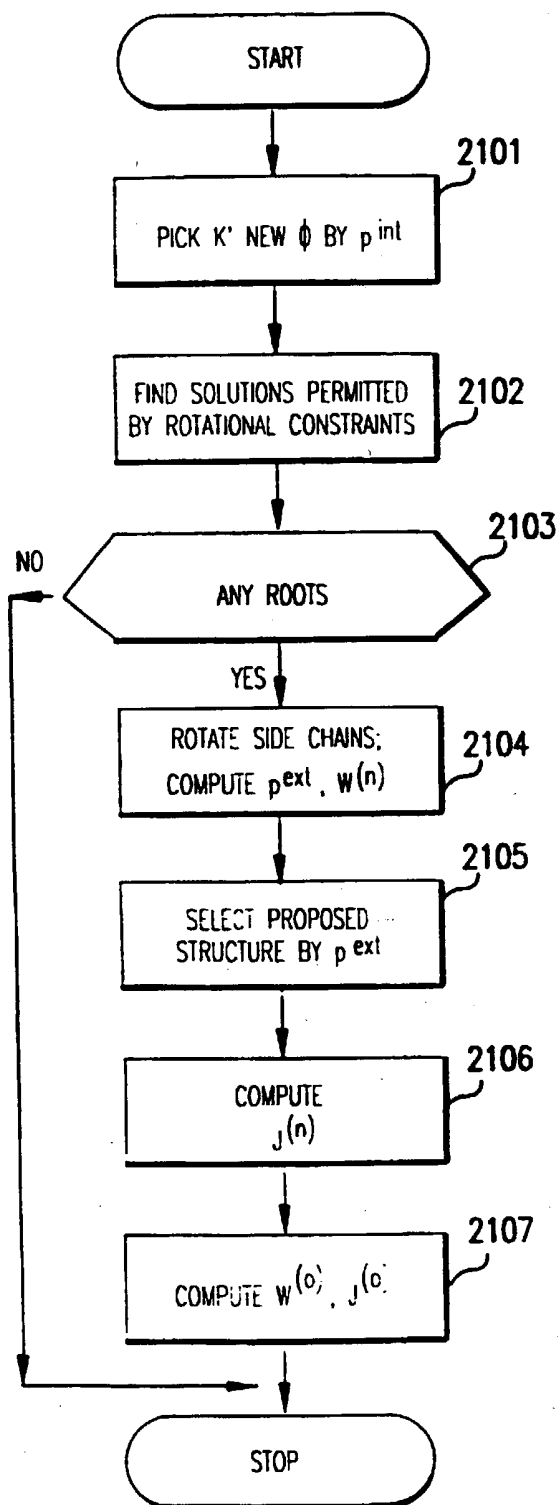 START
2101
PICK K' NEW ϕ BY p^int
FIND SOLUTIONS PERMITTED
BY ROTATIONAL CONSTRAINTS
2102
2103
NO
ANY ROOTS
YES
ROTATE SIDE CHAINS;
COMPUTE p^ext, W^(n)
2104
2105
SELECT PROPOSED
STRUCTURE BY p^ext
2106
COMPUTE
J^(n)
2107
COMPUTE W^(o), J^(o)
STOP